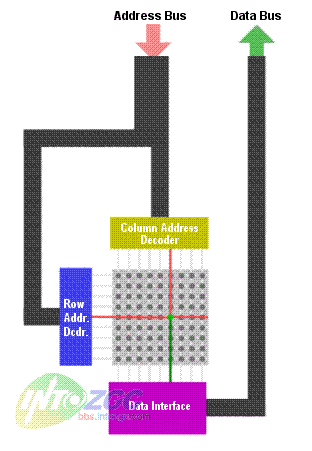 Address Bus
Data Bus
Column Address
Decoder
Row
Addr.
Dcdr.
Data Interface